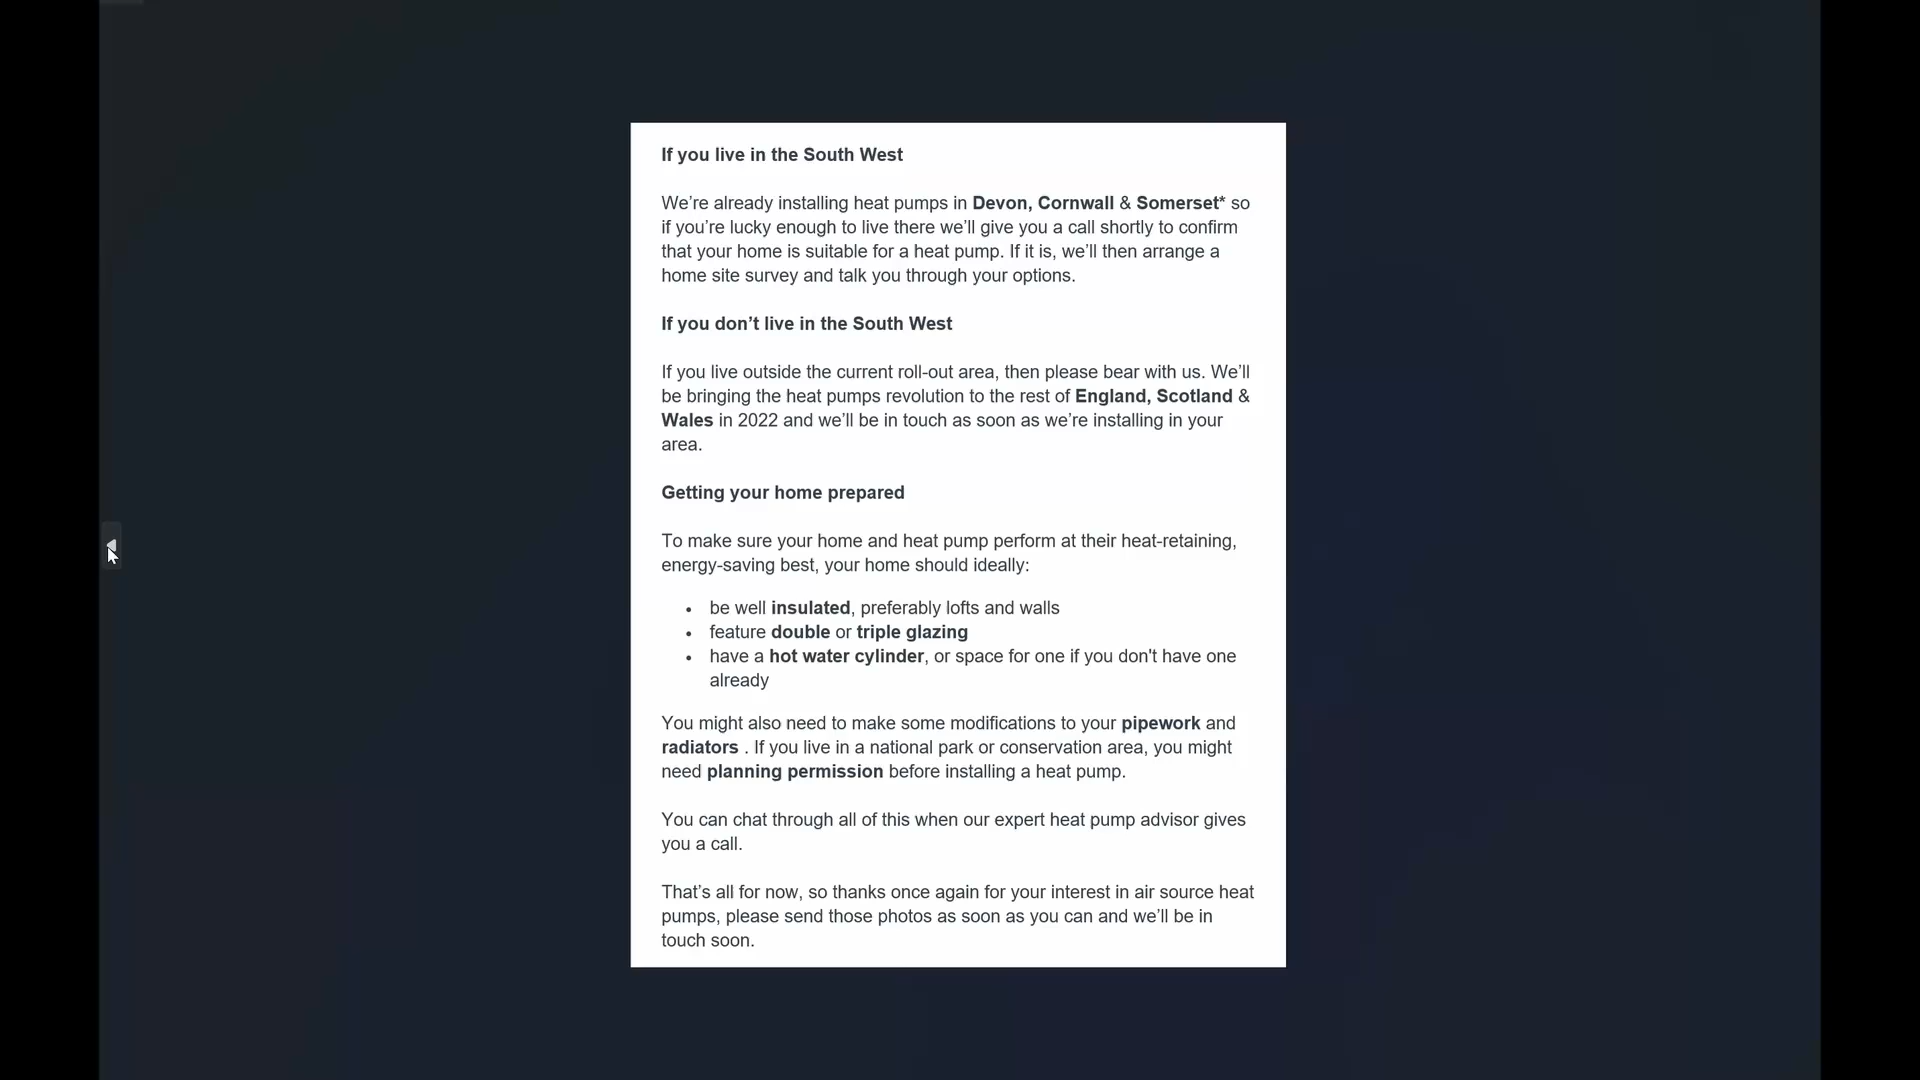 If you live in the South West
We’re already installing heat pumps in Devon, Cornwall & Somerset* so
if you’re lucky enough to live there we’ll give you a call shortly to confirm
that your home is suitable for a heat pump. If it is, we’ll then arrange a
home site survey and talk you through your options.
If you don’t live in the South West
If you live outside the current roll-out area, then please bear with us. We’ll
be bringing the heat pumps revolution to the rest of England, Scotland &
Wales in 2022 and we’ll be in touch as soon as we’re installing in your
area.
Getting your home prepared
To make sure your home and heat pump perform at their heat-retaining,
energy-saving best, your home should ideally:
• be well insulated, preferably lofts and walls
• feature double or triple glazing
• have a hot water cylinder, or space for one if you don't have one
already
You might also need to make some modifications to your pipework and
radiators . If you live in a national park or conservation area, you might
need planning permission before installing a heat pump.
You can chat through all of this when our expert heat pump advisor gives
you a call.
That’s all for now, so thanks once again for your interest in air source heat
pumps, please send those photos as soon as you can and we’ll be in
touch soon.